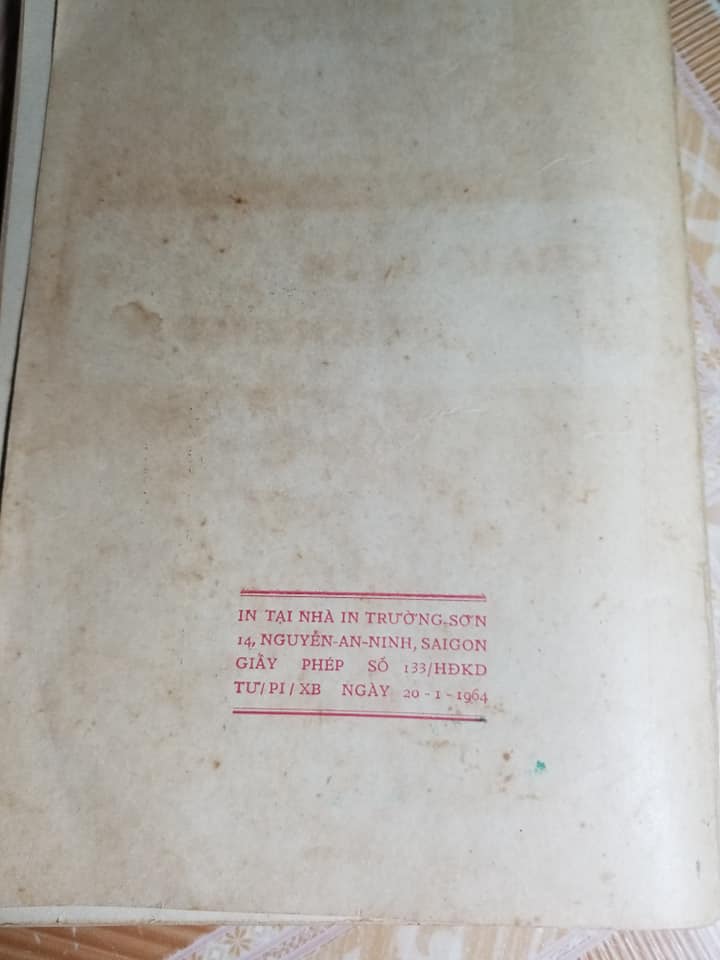 IN TẠI NHÀ IN TRƯỜNG-SƠN
14, NGUYỄN-AN-NINH, SAIGON
GIẤY PHÉP SỐ 133/HĐKD
TƯ/PI/XB NGÀY 20-1-1964